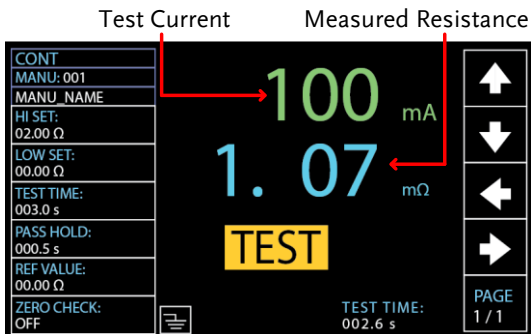 Test Current
Measured Resistance
CONT
MANU: 001
MANU_NAME
HI SET:
02.00 Ω
LOW SET:
00.00 Ω
TEST TIME:
003.0 s
PASS HOLD:
000.5 s
REF VALUE:
00.00 Ω
ZERO CHECK:
OFF
100 mA
1. 07 mΩ
TEST
TEST TIME:
002.6 s
PAGE
1 / 1